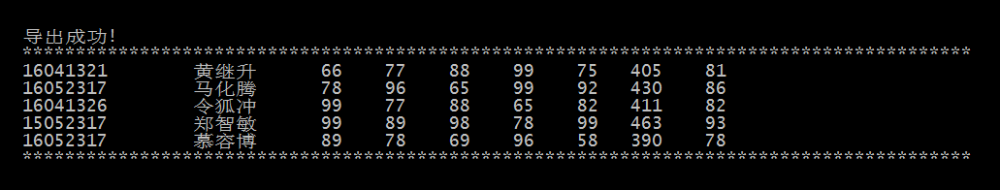 导出成功!
****************************************************************************************
16041321 黄继升 66 77 88 99 75 405 81
16052317 马化腾 78 96 65 99 92 430 86
16041326 令狐冲 99 77 88 65 82 411 82
15052317 郑智敏 99 89 98 78 99 463 93
16052317 慕容博 89 78 69 96 58 390 78
****************************************************************************************